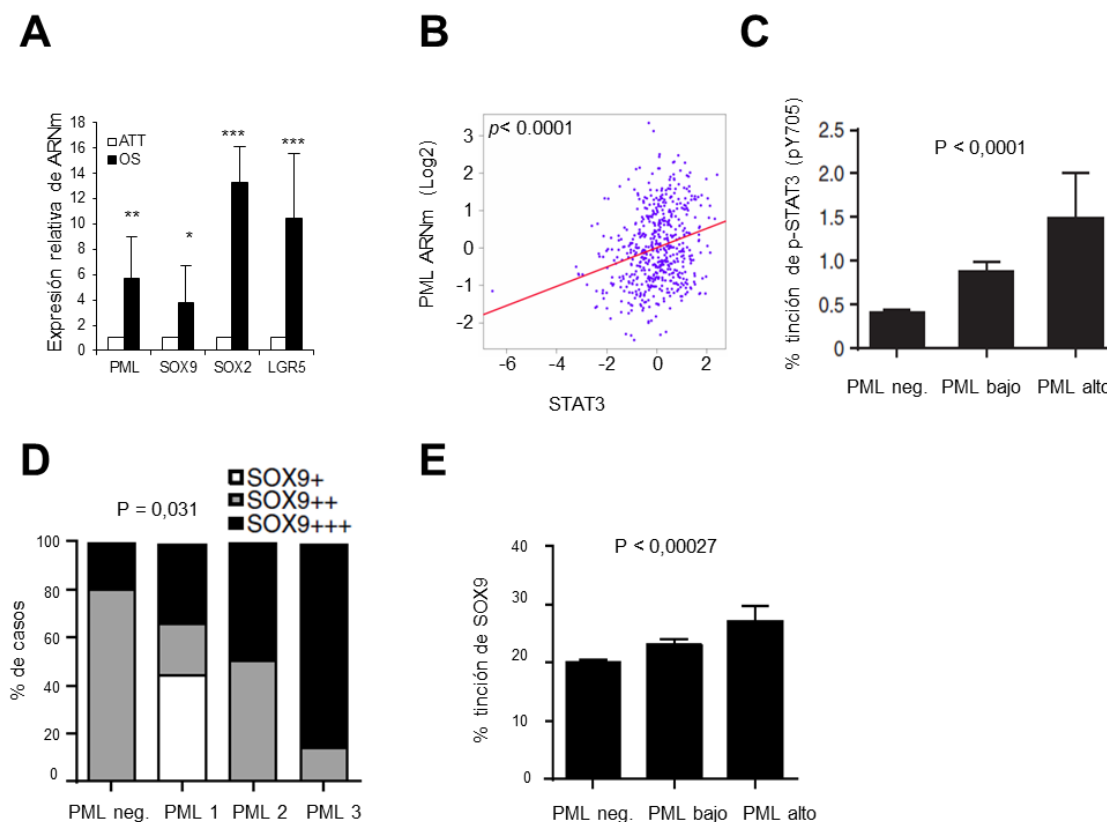 A
Expresión relativa de ARNm
18
16
14
12
10
8
6
4
2
0
ATT
OS
**
*
***
***
PML SOX9 SOX2 LGR5
B
PML ARNm (Log2)
p< 0.0001
3
2
1
0
-1
-2
-6 -4 -2 0 2
STAT3
C
% tinción de p-STAT3 (pY705)
P < 0,0001
2.5
2.0
1.5
1.0
0.5
0.0
PML neg. PML bajo PML alto
D
SOX9+
SOX9++
SOX9+++
P = 0,031
% de casos
100
80
60
40
20
0
PML neg. PML 1 PML 2 PML 3
E
% tinción de SOX9
P < 0,00027
40
30
20
10
0
PML neg. PML bajo PML alto